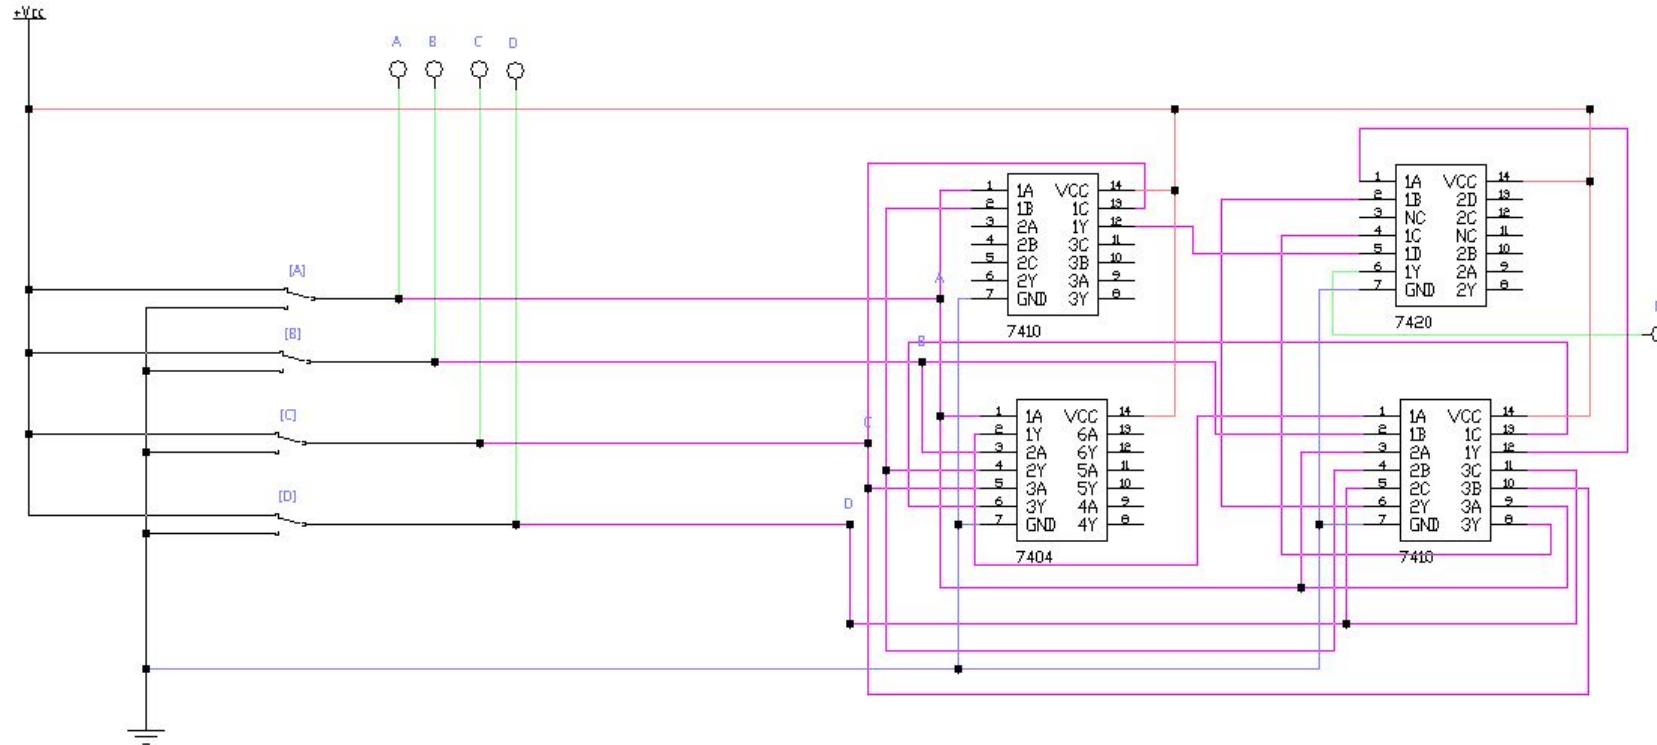 +Vcc
A B C D
[A]
[B]
[C]
[D]
A
B
C
D
1 1A VCC 14
2 1B 1C 13
3 2A 1Y 12
4 2B 3C 11
5 2C 3B 10
6 2Y 3A 9
7 GND 3Y 8
7410
1 1A VCC 14
2 1B 2D 13
3 NC 2C 12
4 1C NC 11
5 1D 2B 10
6 1Y 2A 9
7 GND 2Y 8
7420
1 1A VCC 14
2 1Y 6A 13
3 2A 6Y 12
4 2Y 5A 11
5 3A 5Y 10
6 3Y 4A 9
7 GND 4Y 8
7404
1 1A VCC 14
2 1B 1C 13
3 2A 1Y 12
4 2B 3C 11
5 2C 3B 10
6 2Y 3A 9
7 GND 3Y 8
7410